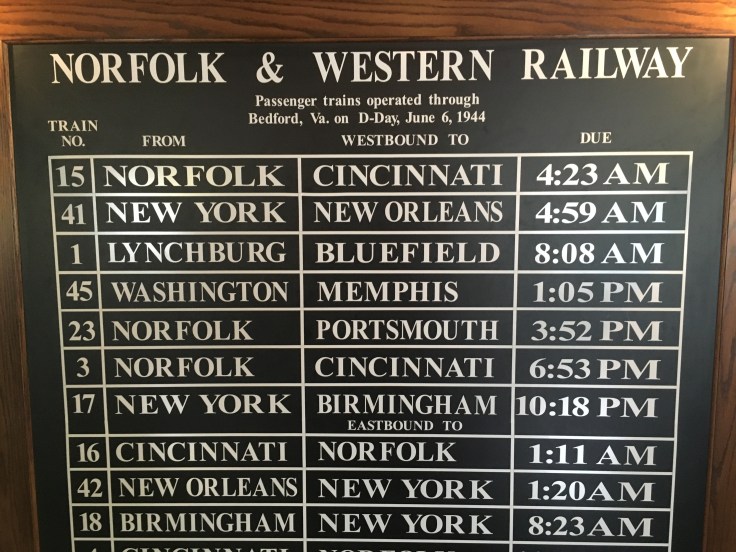 NORFOLK & WESTERN RAILWAY
Passenger trains operated through
Bedford, Va. on D-Day, June 6, 1944
TRAIN NO. FROM WESTBOUND TO DUE
15 NORFOLK CINCINNATI 4:23 AM
41 NEW YORK NEW ORLEANS 4:59 AM
1 LYNCHBURG BLUEFIELD 8:08 AM
45 WASHINGTON MEMPHIS 1:05 PM
23 NORFOLK PORTSMOUTH 3:52 PM
3 NORFOLK CINCINNATI 6:53 PM
17 NEW YORK BIRMINGHAM 10:18 PM
EASTBOUND TO
16 CINCINNATI NORFOLK 1:11 AM
42 NEW ORLEANS NEW YORK 1:20AM
18 BIRMINGHAM NEW YORK 8:23AM
CINCINNATI NORFOLK